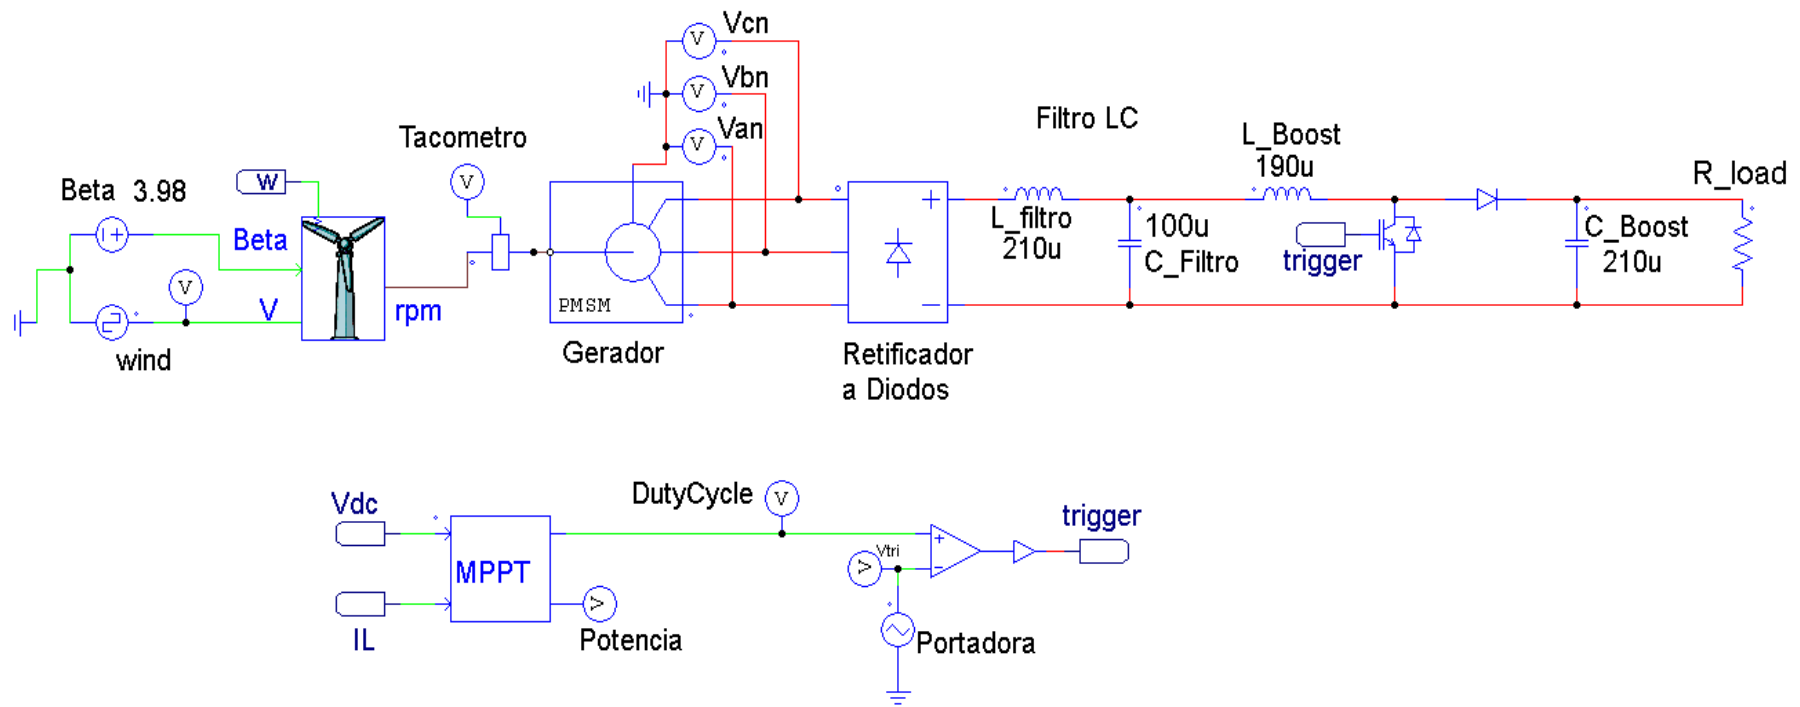 Vcn
V
Vbn
V
Van
V
Filtro LC
Tacometro
V
L_Boost
190u
R_load
Beta 3.98
W
Beta
V
V
rpm
wind
PMSM
Gerador
+
−
Retificador
a Diodos
L_filtro
210u
100u
C_Filtro
trigger
C_Boost
210u
Vdc
IL
MPPT
DutyCycle
V
V
Potencia
Vtri
V
+
−
Portadora
trigger